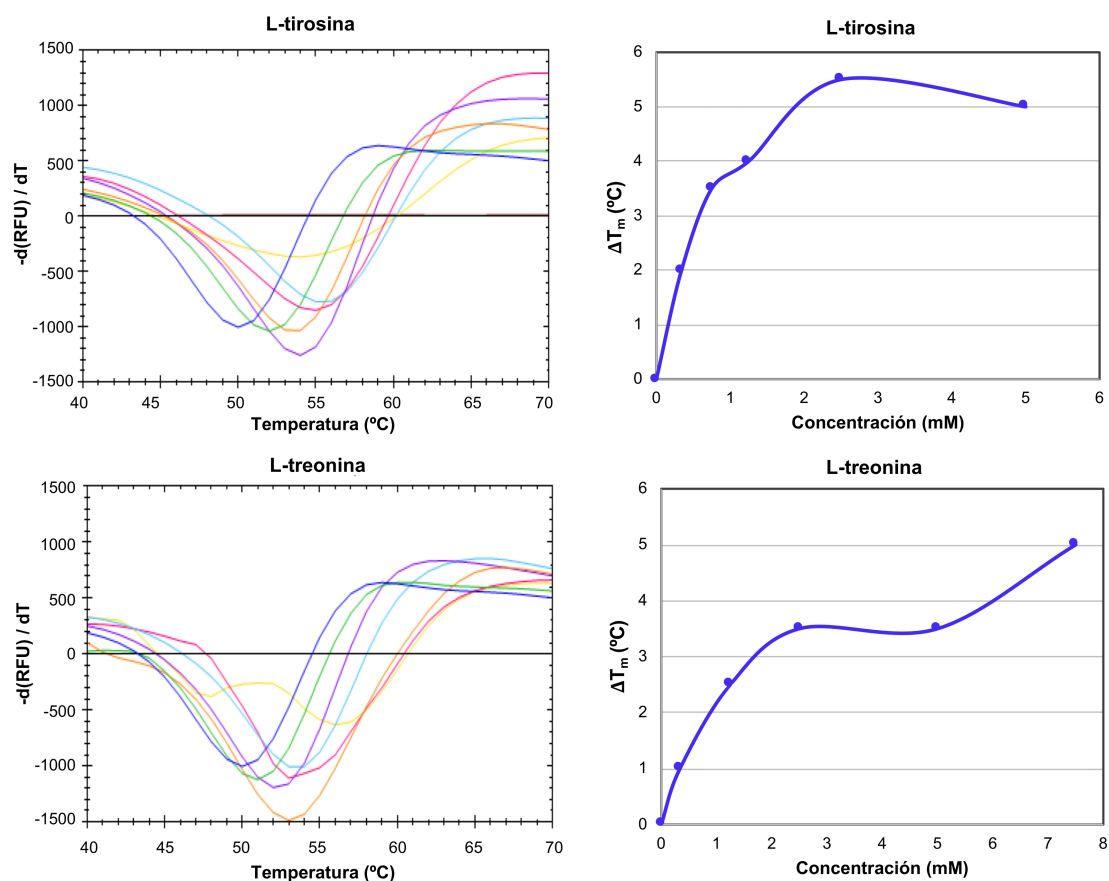 L-tirosina
1500
1000
500
0
-500
-1000
-1500
-d(RFU) / dT
40 45 50 55 60 65 70
Temperatura (ºC)
L-tirosina
6
5
4
3
2
1
0
ΔTm (ºC)
0 1 2 3 4 5 6
Concentración (mM)
L-treonina
1500
1000
500
0
-500
-1000
-1500
-d(RFU) / dT
40 45 50 55 60 65 70
Temperatura (ºC)
L-treonina
6
5
4
3
2
1
0
ΔTm (ºC)
0 1 2 3 4 5 6 7 8
Concentración (mM)